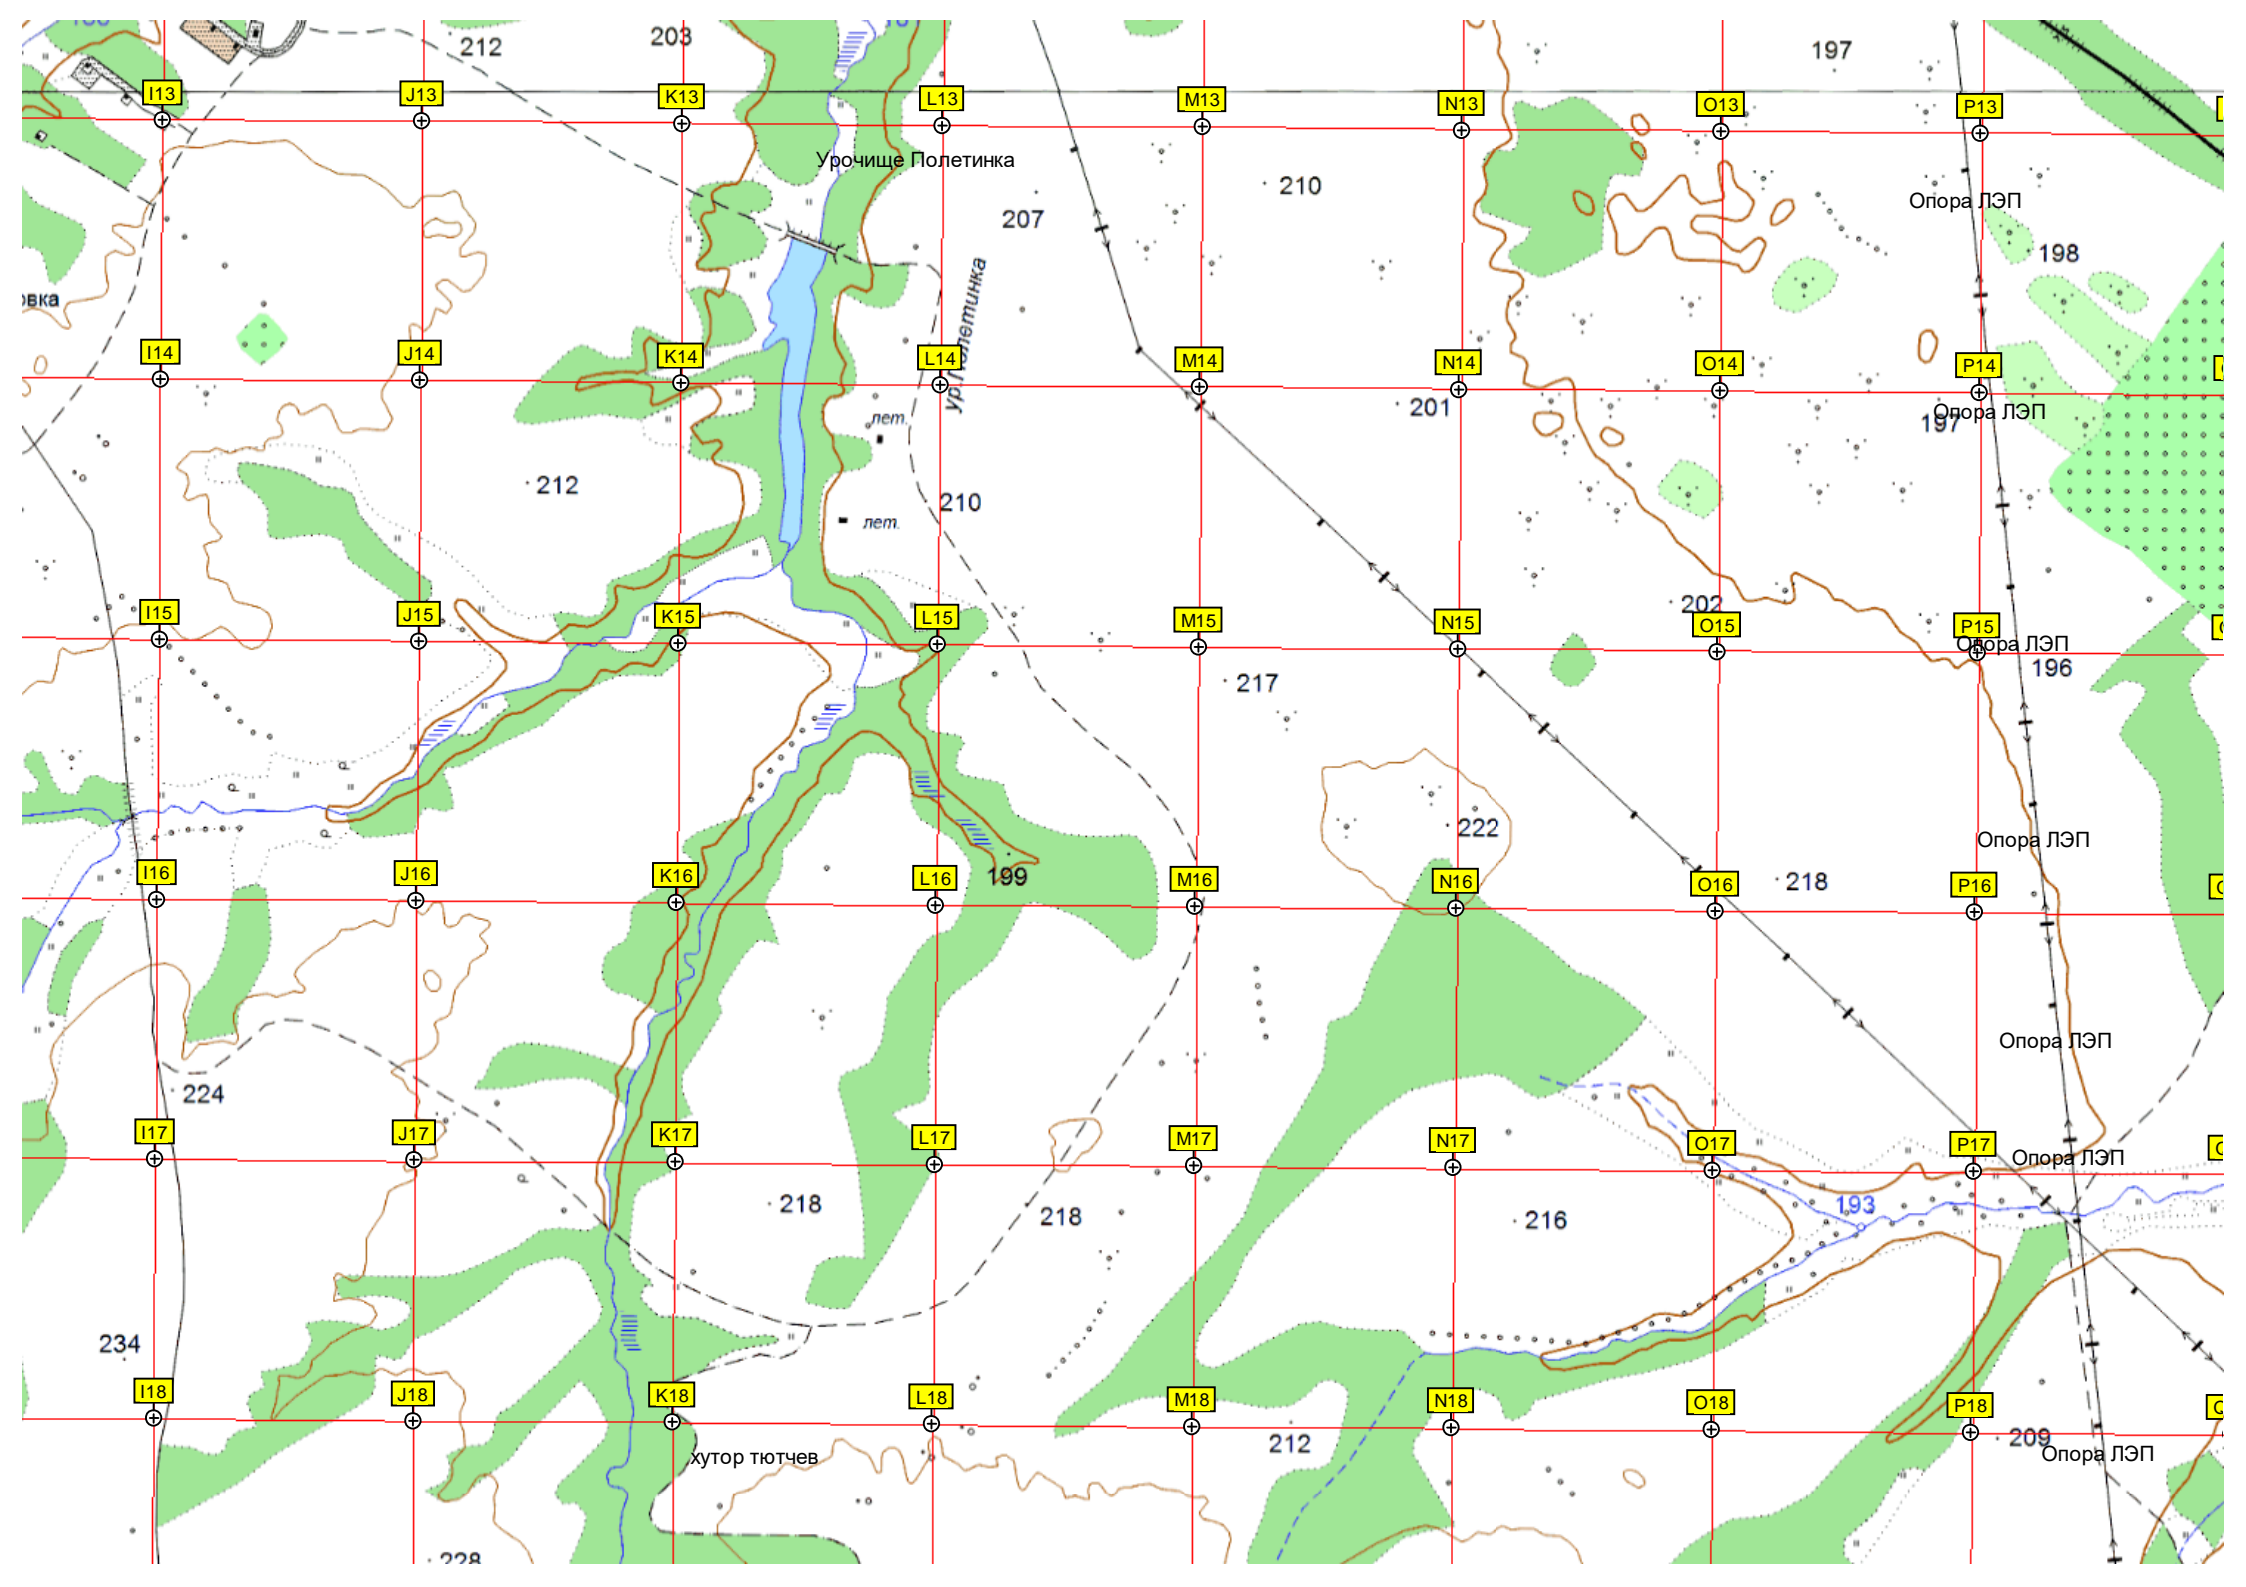 212
203
197
I13
J13
K13
L13
M13
N13
O13
P13
Урочище Полетинка
210
207
Опора ЛЭП
198
овка
ур. Полетинка
I14
J14
K14
L14
M14
N14
O14
P14
лет.
201
Опора ЛЭП
197
212
210
лет.
202
I15
J15
K15
L15
M15
N15
O15
P15
Опора ЛЭП
196
217
222
Опора ЛЭП
199
218
I16
J16
K16
L16
M16
N16
O16
P16
Опора ЛЭП
224
I17
J17
K17
L17
M17
N17
O17
P17
Опора ЛЭП
218
218
216
193
234
I18
J18
K18
L18
M18
N18
O18
P18
212
209
хутор тютчев
Опора ЛЭП
228